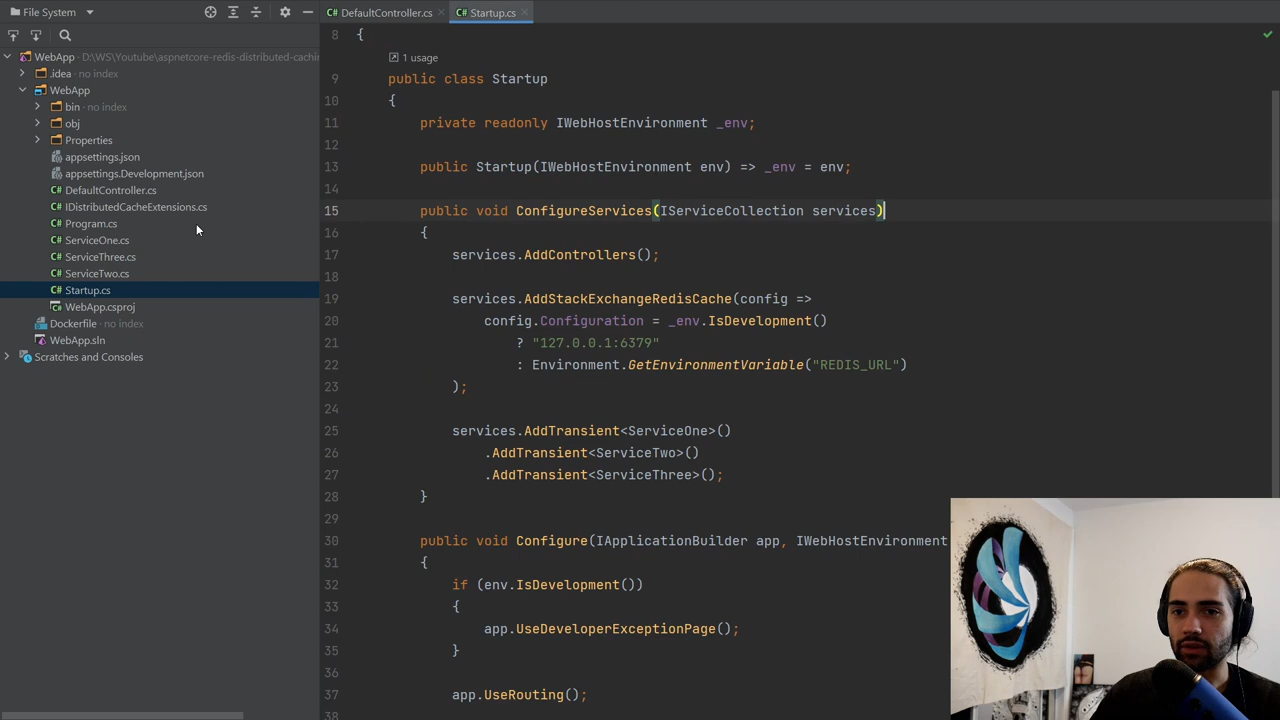 File System
DefaultController.cs
Startup.cs
WebApp D:\WS\Youtube\aspnetcore-redis-distributed-cachi
.idea no index
WebApp
bin no index
obj
Properties
appsettings.json
appsettings.Development.json
C# DefaultController.cs
C# IDistributedCacheExtensions.cs
C# Program.cs
C# ServiceOne.cs
C# ServiceThree.cs
C# ServiceTwo.cs
C# Startup.cs
WebApp.csproj
Dockerfile no index
WebApp.sln
Scratches and Consoles
8 {
1 usage
9 public class Startup
10 {
11 private readonly IWebHostEnvironment _env;
12
13 public Startup(IWebHostEnvironment env) => _env = env;
14
15 public void ConfigureServices(IServiceCollection services)
16 {
17 services.AddControllers();
18
19 services.AddStackExchangeRedisCache(config =>
20 config.Configuration = _env.IsDevelopment()
21 ? "127.0.0.1:6379"
22 : Environment.GetEnvironmentVariable("REDIS_URL")
23 );
24
25 services.AddTransient<ServiceOne>()
26 .AddTransient<ServiceTwo>()
27 .AddTransient<ServiceThree>();
28 }
29
30 public void Configure(IApplicationBuilder app, IWebHostEnvironment
31 {
32 if (env.IsDevelopment())
33 {
34 app.UseDeveloperExceptionPage();
35 }
36
37 app.UseRouting();
38